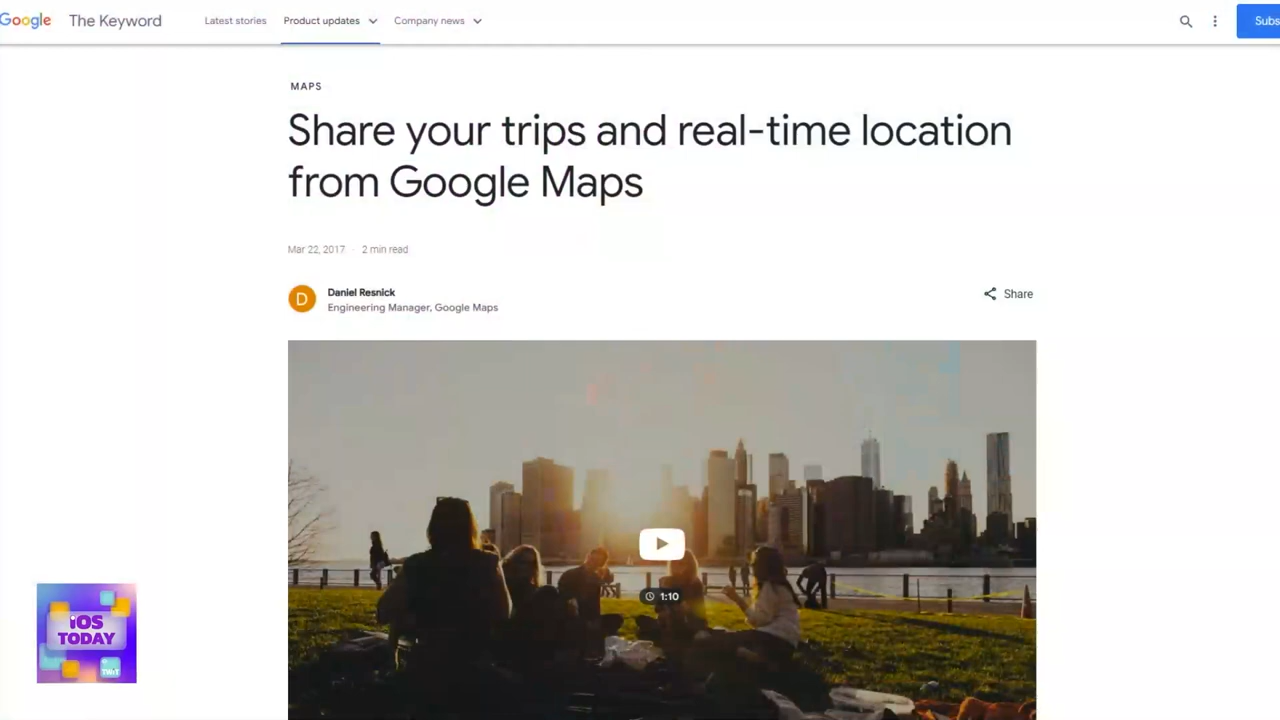 Google The Keyword Latest stories Product updates Company news
MAPS
Share your trips and real-time location
from Google Maps
Mar 22, 2017 · 2 min read
D
Daniel Resnick
Engineering Manager, Google Maps
Share
1:10
iOS
TODAY
TWiT